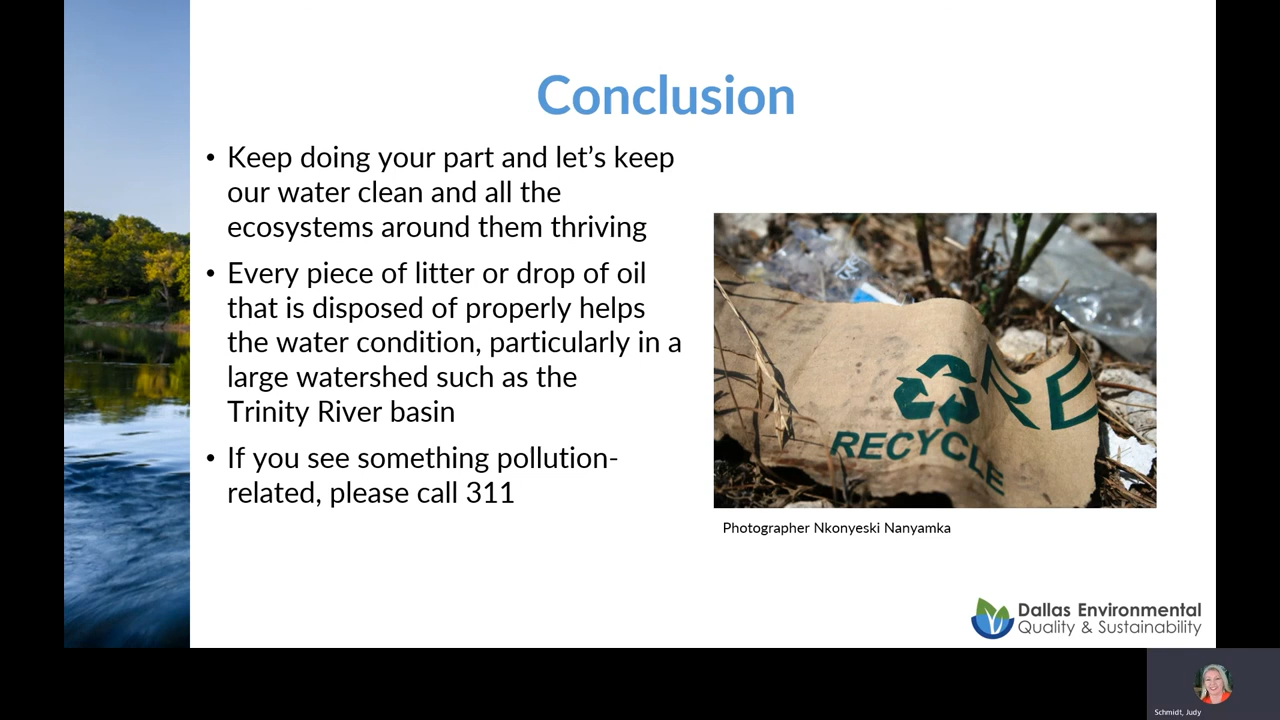 Conclusion
• Keep doing your part and let’s keep
our water clean and all the
ecosystems around them thriving
• Every piece of litter or drop of oil
that is disposed of properly helps
the water condition, particularly in a
large watershed such as the
Trinity River basin
• If you see something pollution-
related, please call 311
RE
RECYCLE
Photographer Nkonyeski Nanyamka
Dallas Environmental
Quality & Sustainability
Schmidt, Judy